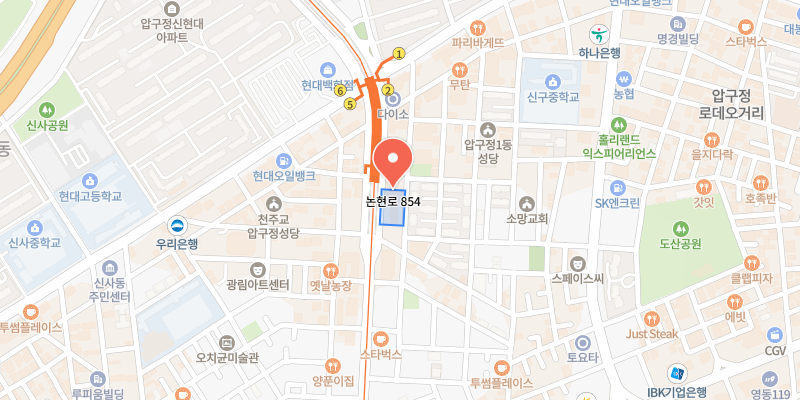 압구정신현대
아파트
현대오일뱅크
파리바게뜨
하나은행
명경빌딩
스타벅스
대봉
1
현대백화점
6
5
2
무탄
다이소
신구중학교
농협
압구정
로데오거리
신사공원
동
압구정1동
성당
홀리랜드
익스피어리언스
을지다락
현대오일뱅크
현대고등학교
논현로 854
SK엔크린
갓잇
호족반
신사중학교
우리은행
천주교
압구정성당
소망교회
도산공원
신사동
주민센터
광림아트센터
옛날농장
스페이스씨
클랩피자
투썸플레이스
에빗
Just Steak
오치균미술관
스타벅스
토요타
CGV
루피움빌딩
양푼이집
투썸플레이스
IBK기업은행
영동119